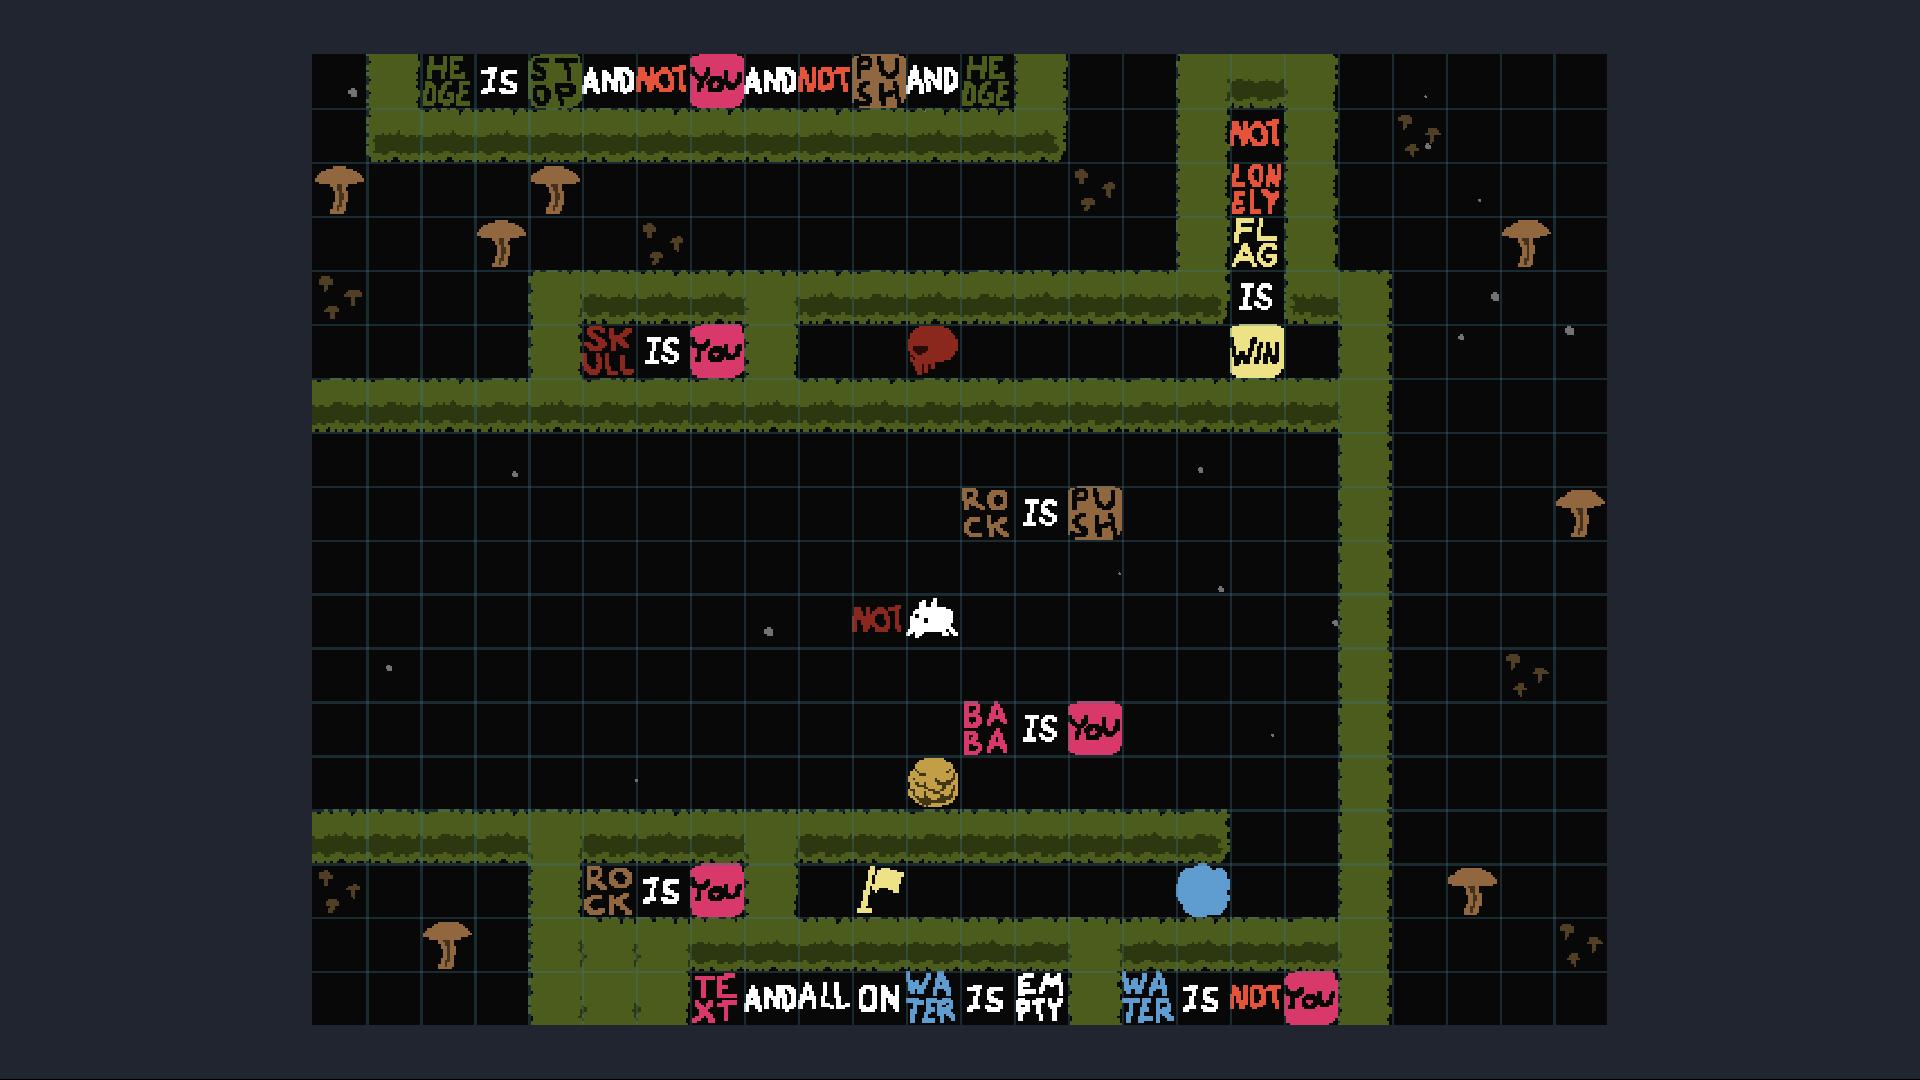 HEDGE IS STOP AND NOT YOU AND NOT PUSH AND HEDGE
NOT
LONELY
FLAG
IS
SKULL IS YOU
WIN
ROCK IS PUSH
NOT
BABA IS YOU
ROCK IS YOU
TEXT AND ALL ON WATER IS EMPTY
WATER IS NOT YOU